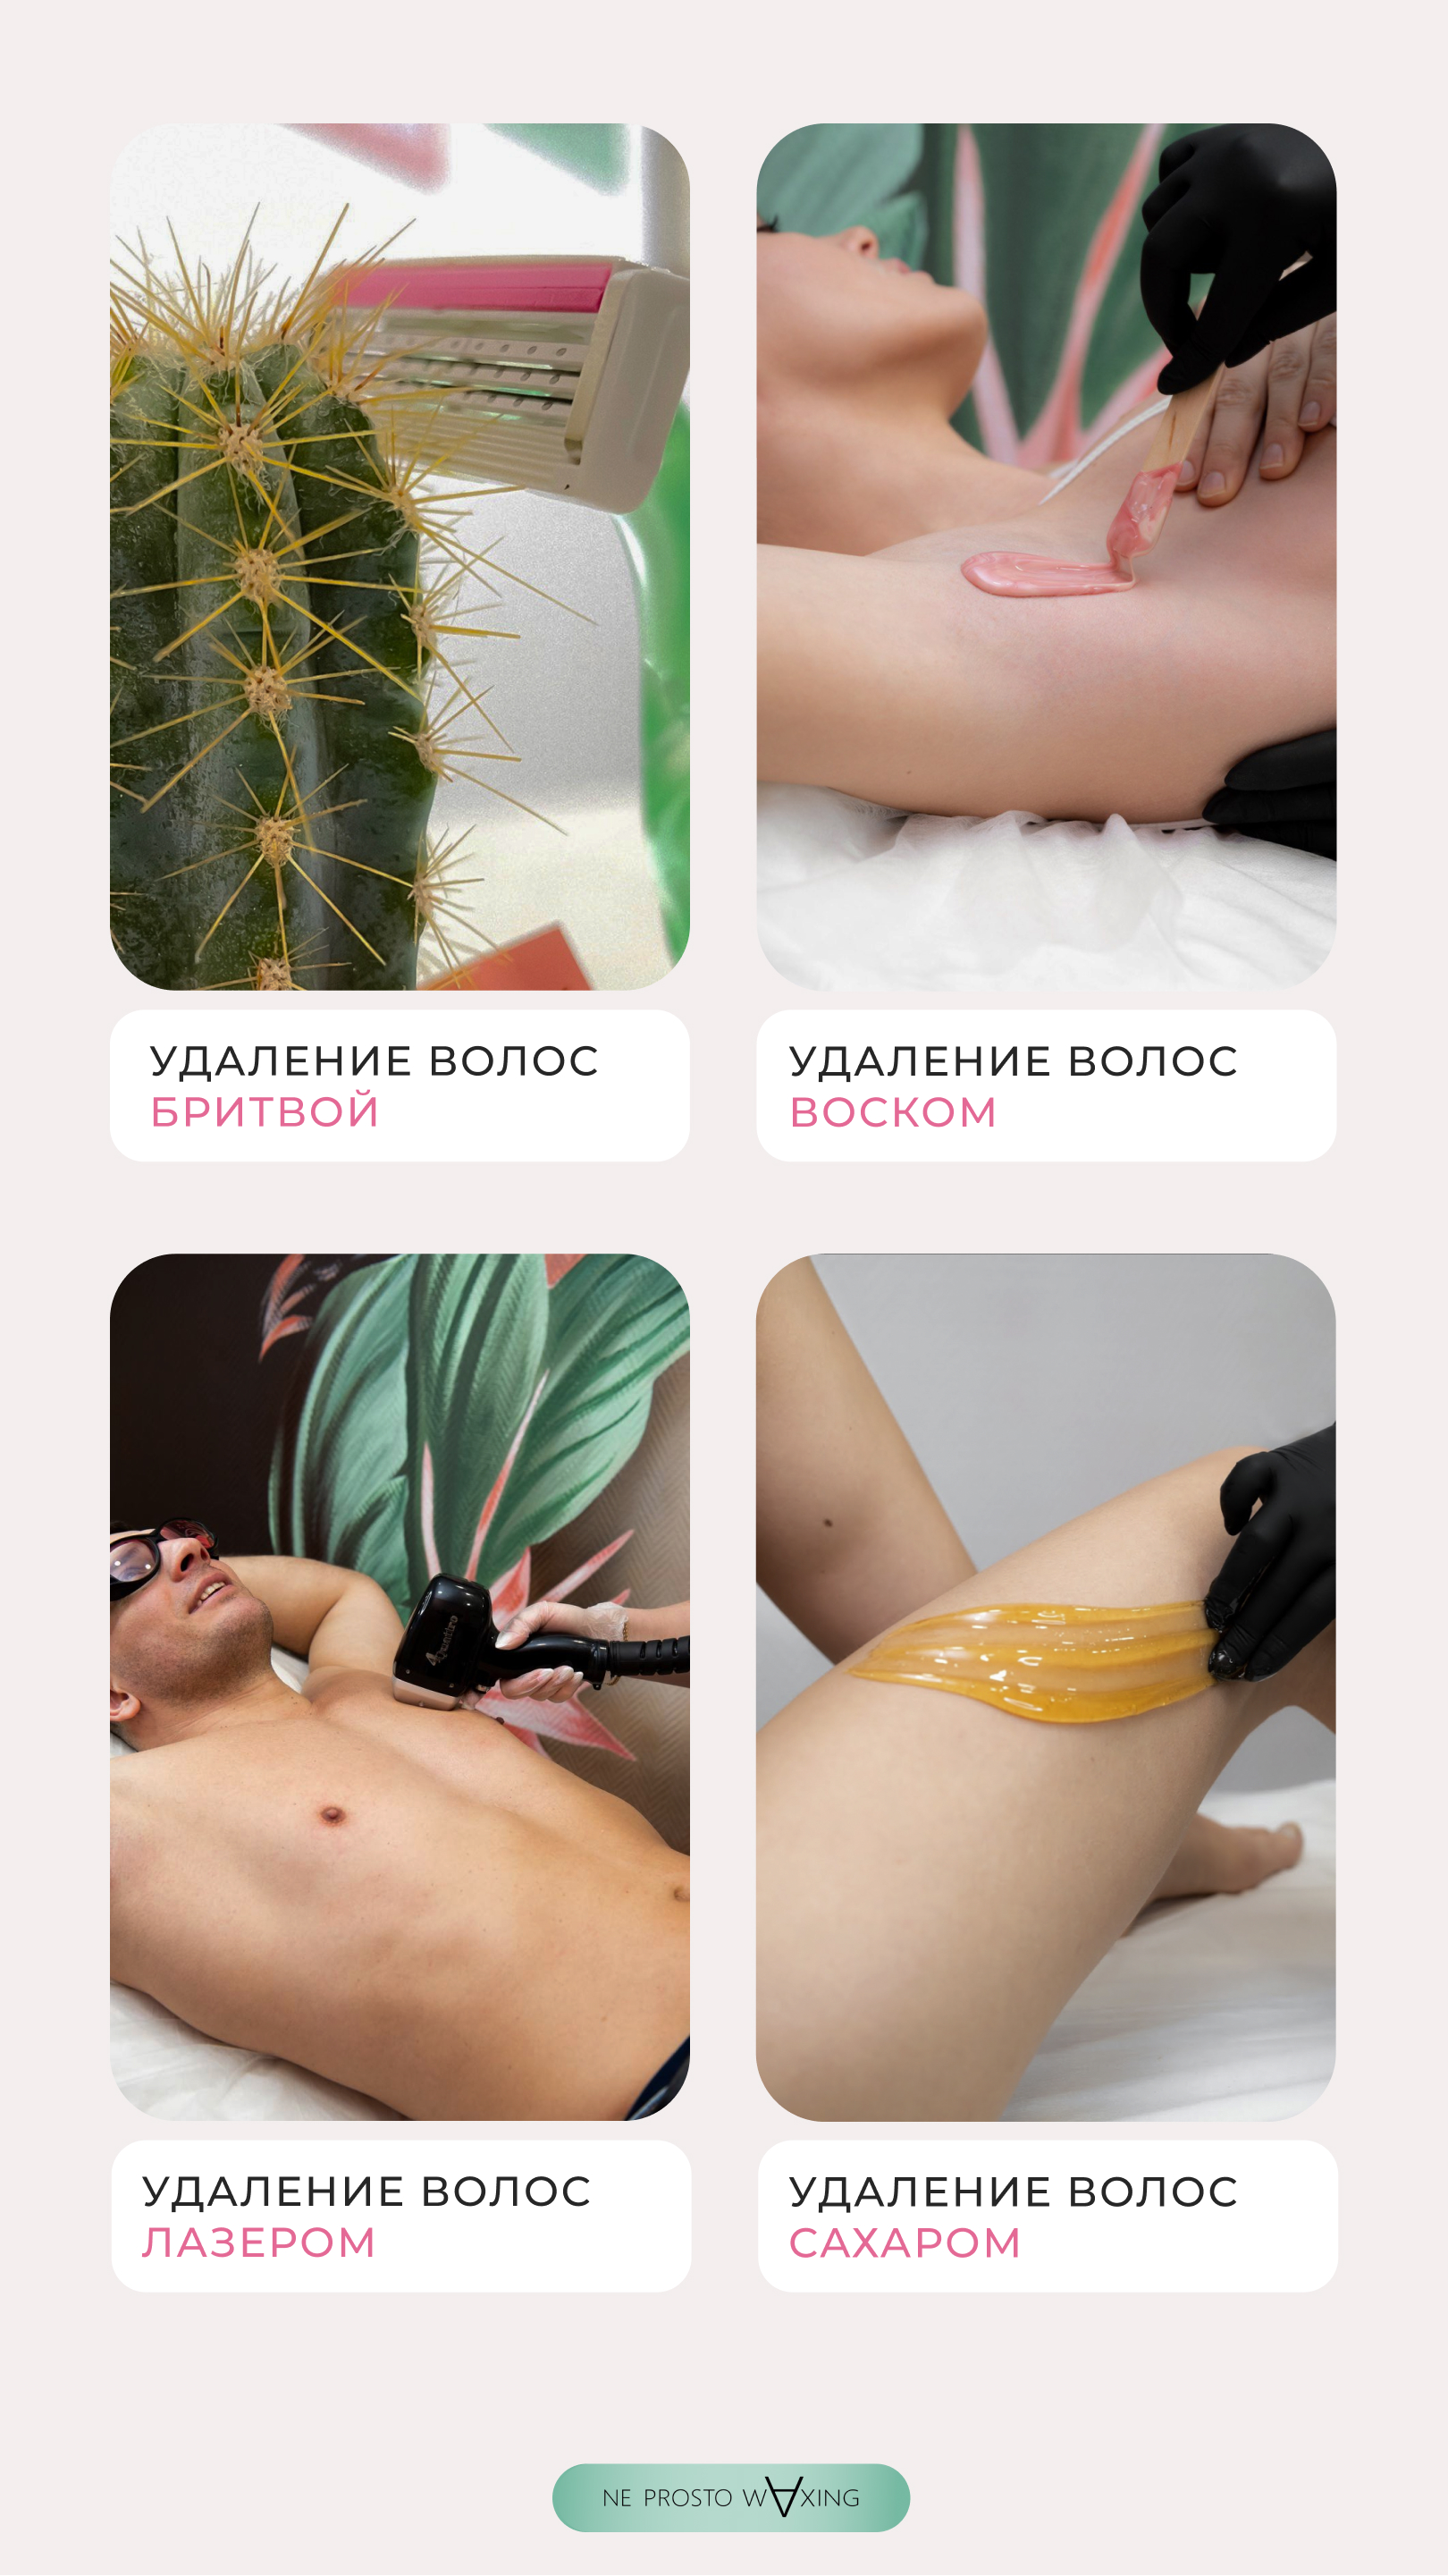 УДАЛЕНИЕ ВОЛОС
БРИТВОЙ
УДАЛЕНИЕ ВОЛОС
ВОСКОМ
УДАЛЕНИЕ ВОЛОС
ЛАЗЕРОМ
УДАЛЕНИЕ ВОЛОС
САХАРОМ
NE PROSTO WAXING